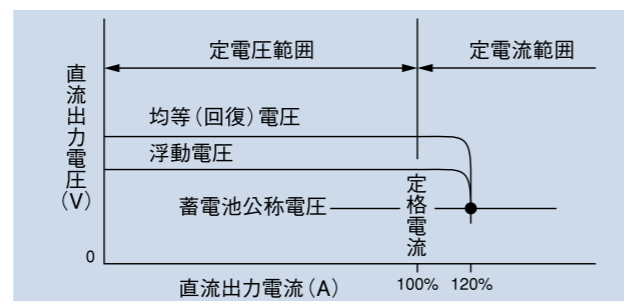 定電圧範囲
定電流範囲
直流出力電圧(V)
均等(回復)電圧
浮動電圧
蓄電池公称電圧
定格電流
0
100%
120%
直流出力電流(A)